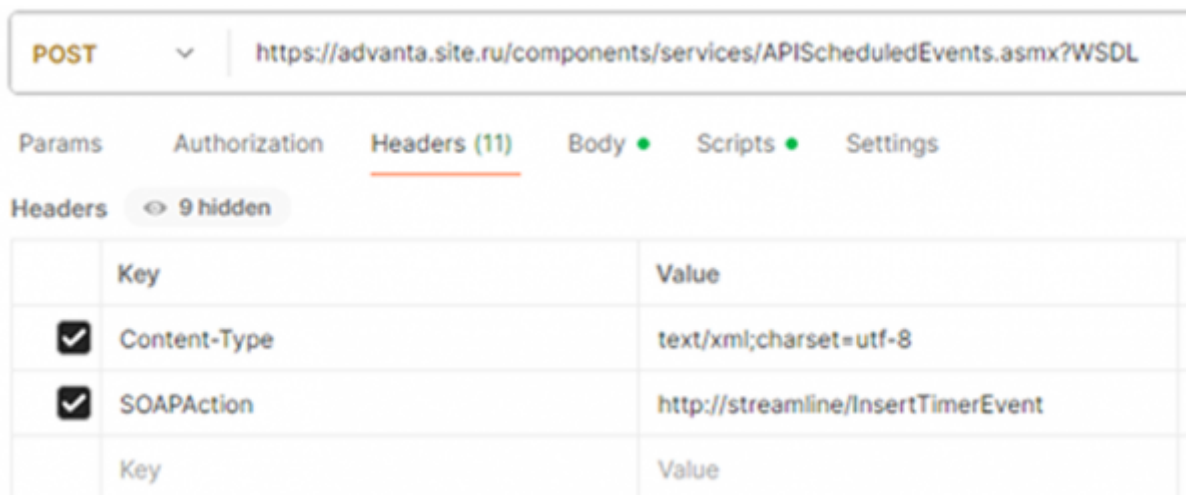 POST https://advanta.site.ru/components/services/APIScheduledEvents.asmx?WSDL
Params Authorization Headers (11) Body Scripts Settings
Headers 9 hidden
Key Value
Content-Type text/xml;charset=utf-8
SOAPAction http://streamline/InsertTimerEvent
Key Value